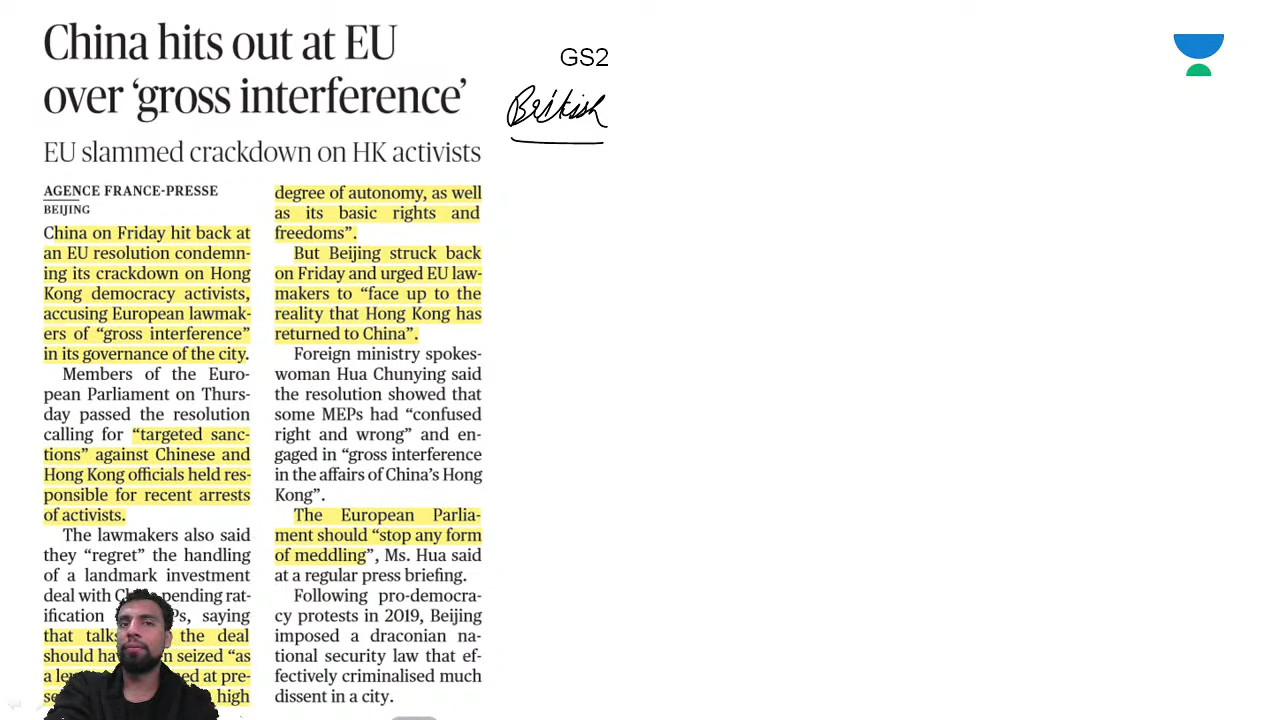 China hits out at EU
over ‘gross interference’
EU slammed crackdown on HK activists
AGENCE FRANCE-PRESSE
BEIJING
China on Friday hit back at
an EU resolution condemn-
ing its crackdown on Hong
Kong democracy activists,
accusing European lawmak-
ers of “gross interference”
in its governance of the city.
Members of the Euro-
pean Parliament on Thurs-
day passed the resolution
calling for “targeted sanc-
tions” against Chinese and
Hong Kong officials held res-
ponsible for recent arrests
of activists.
The lawmakers also said
they “regret” the handling
of a landmark investment
deal with pending rat-
ification saying
that talks the deal
should seized “as
a at pre-
high
degree of autonomy, as well
as its basic rights and
freedoms”.
But Beijing struck back
on Friday and urged EU law-
makers to “face up to the
reality that Hong Kong has
returned to China”.
Foreign ministry spokes-
woman Hua Chunying said
the resolution showed that
some MEPs had “confused
right and wrong” and en-
gaged in “gross interference
in the affairs of China’s Hong
Kong”.
The European Parlia-
ment should “stop any form
of meddling”, Ms. Hua said
at a regular press briefing.
Following pro-democra-
cy protests in 2019, Beijing
imposed a draconian na-
tional security law that ef-
fectively criminalised much
dissent in a city.
GS2
British